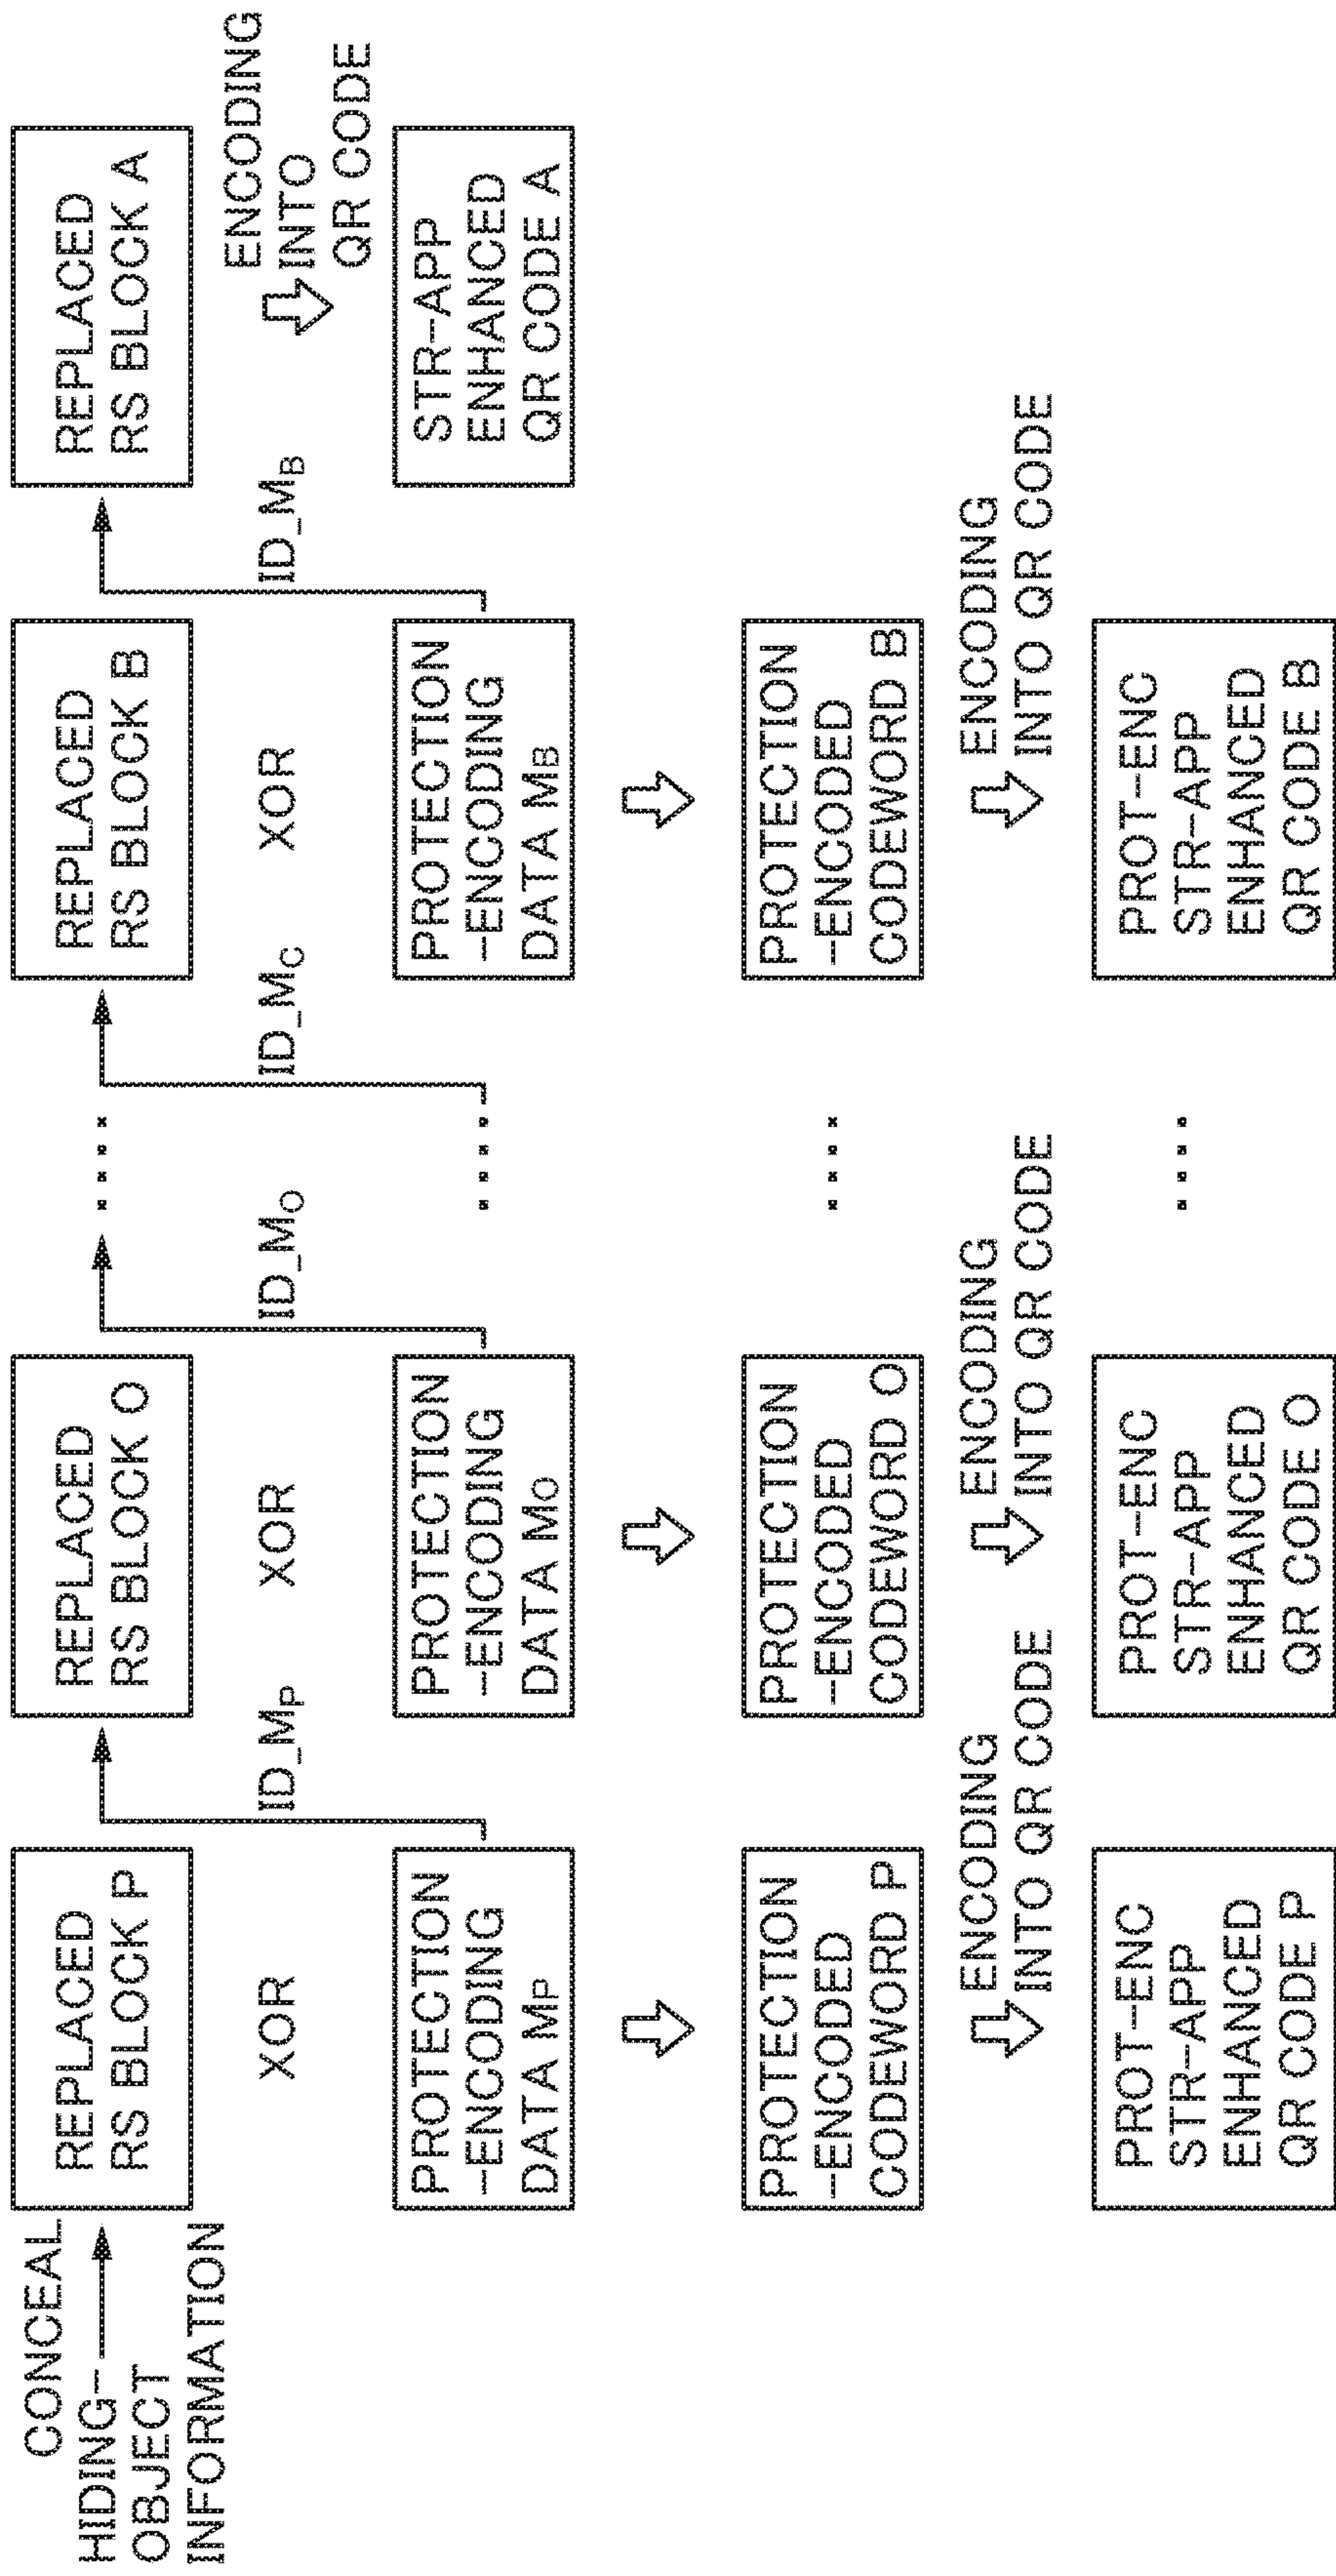 CONCEAL
HIDING-
OBJECT
INFORMATION
REPLACED
RS BLOCK P
XOR
PROTECTION
-ENCODING
DATA MP
PROTECTION
-ENCODED
CODEWORD P
ENCODING
INTO QR CODE
PROT-ENC
STR-APP
ENHANCED
QR CODE P
ID_MP
REPLACED
RS BLOCK O
XOR
PROTECTION
-ENCODING
DATA MO
PROTECTION
-ENCODED
CODEWORD O
ENCODING
INTO QR CODE
PROT-ENC
STR-APP
ENHANCED
QR CODE O
ID_MO
....
....
....
....
ID_MC
REPLACED
RS BLOCK B
XOR
PROTECTION
-ENCODING
DATA MB
PROTECTION
-ENCODED
CODEWORD B
ENCODING
INTO QR CODE
PROT-ENC
STR-APP
ENHANCED
QR CODE B
ID_MB
REPLACED
RS BLOCK A
ENCODING
INTO
QR CODE
STR-APP
ENHANCED
QR CODE A